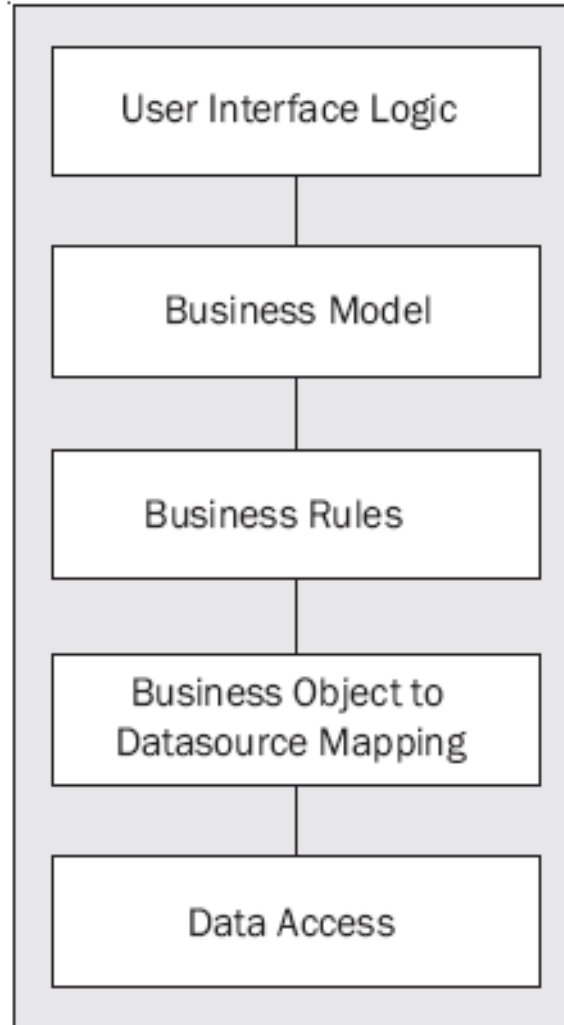 User Interface Logic
Business Model
Business Rules
Business Object to
Datasource Mapping
Data Access